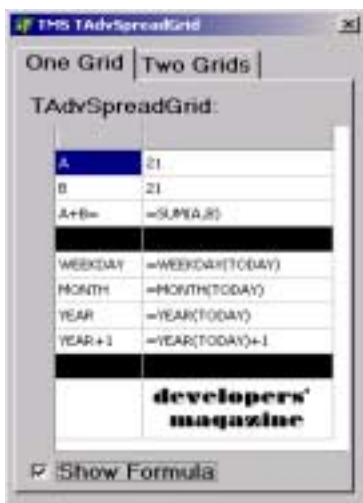 TMS TAdvSpreadGrid
One Grid Two Grids
TAdvSpreadGrid:
A 21
B 21
A+B= =SUM(A,B)
WEEKDAY =WEEKDAY(TODAY)
MONTH =MONTH(TODAY)
YEAR =YEAR(TODAY)
YEAR+1 =YEAR(TODAY)+1
developers'
magazine
Show Formula